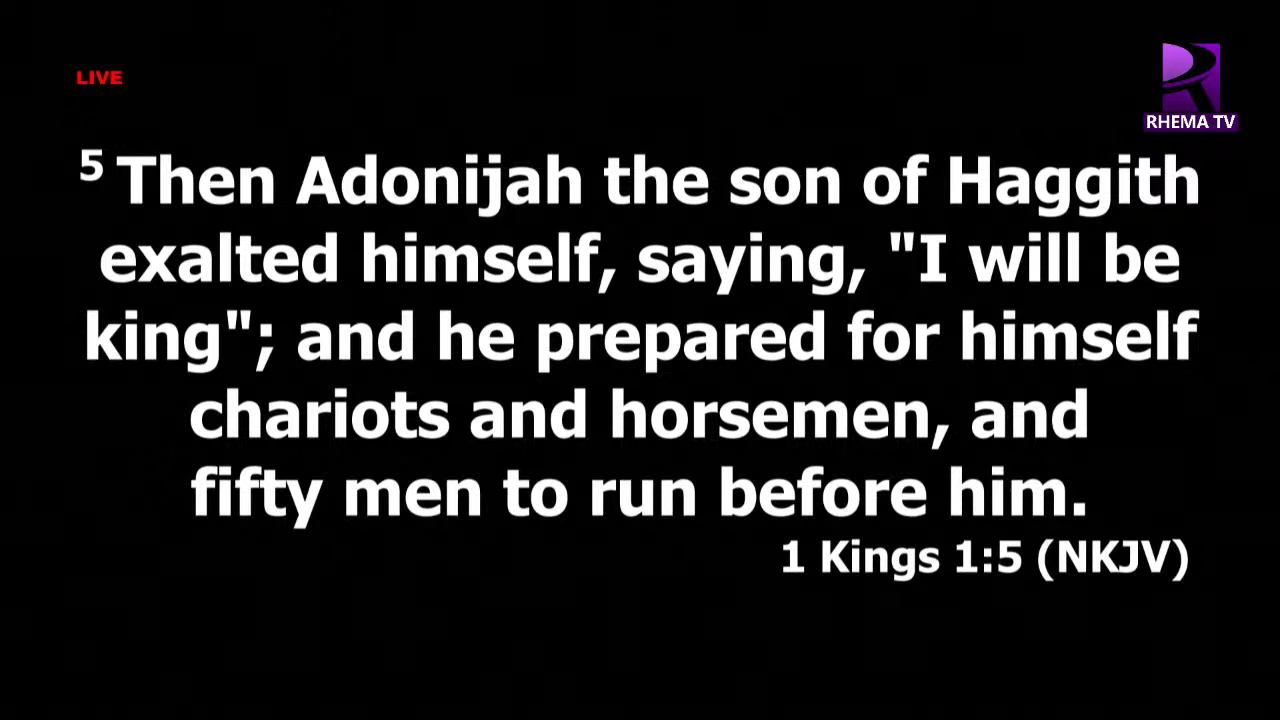 LIVE
RHEMA TV
5 Then Adonijah the son of Haggith
exalted himself, saying, "I will be
king"; and he prepared for himself
chariots and horsemen, and
fifty men to run before him.
1 Kings 1:5 (NKJV)